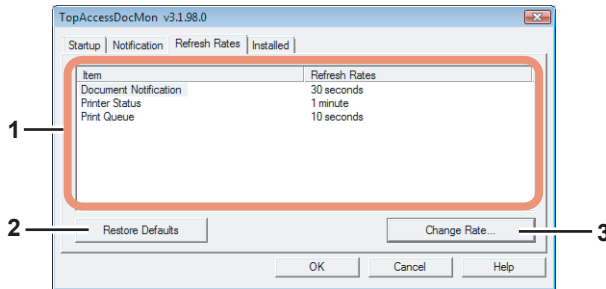 TopAccessDocMon v3.1.98.0
Startup Notification Refresh Rates Installed
Item Refresh Rates
Document Notification 30 seconds
Printer Status 1 minute
Print Queue 10 seconds
1
2 Restore Defaults Change Rate... 3
OK Cancel Help